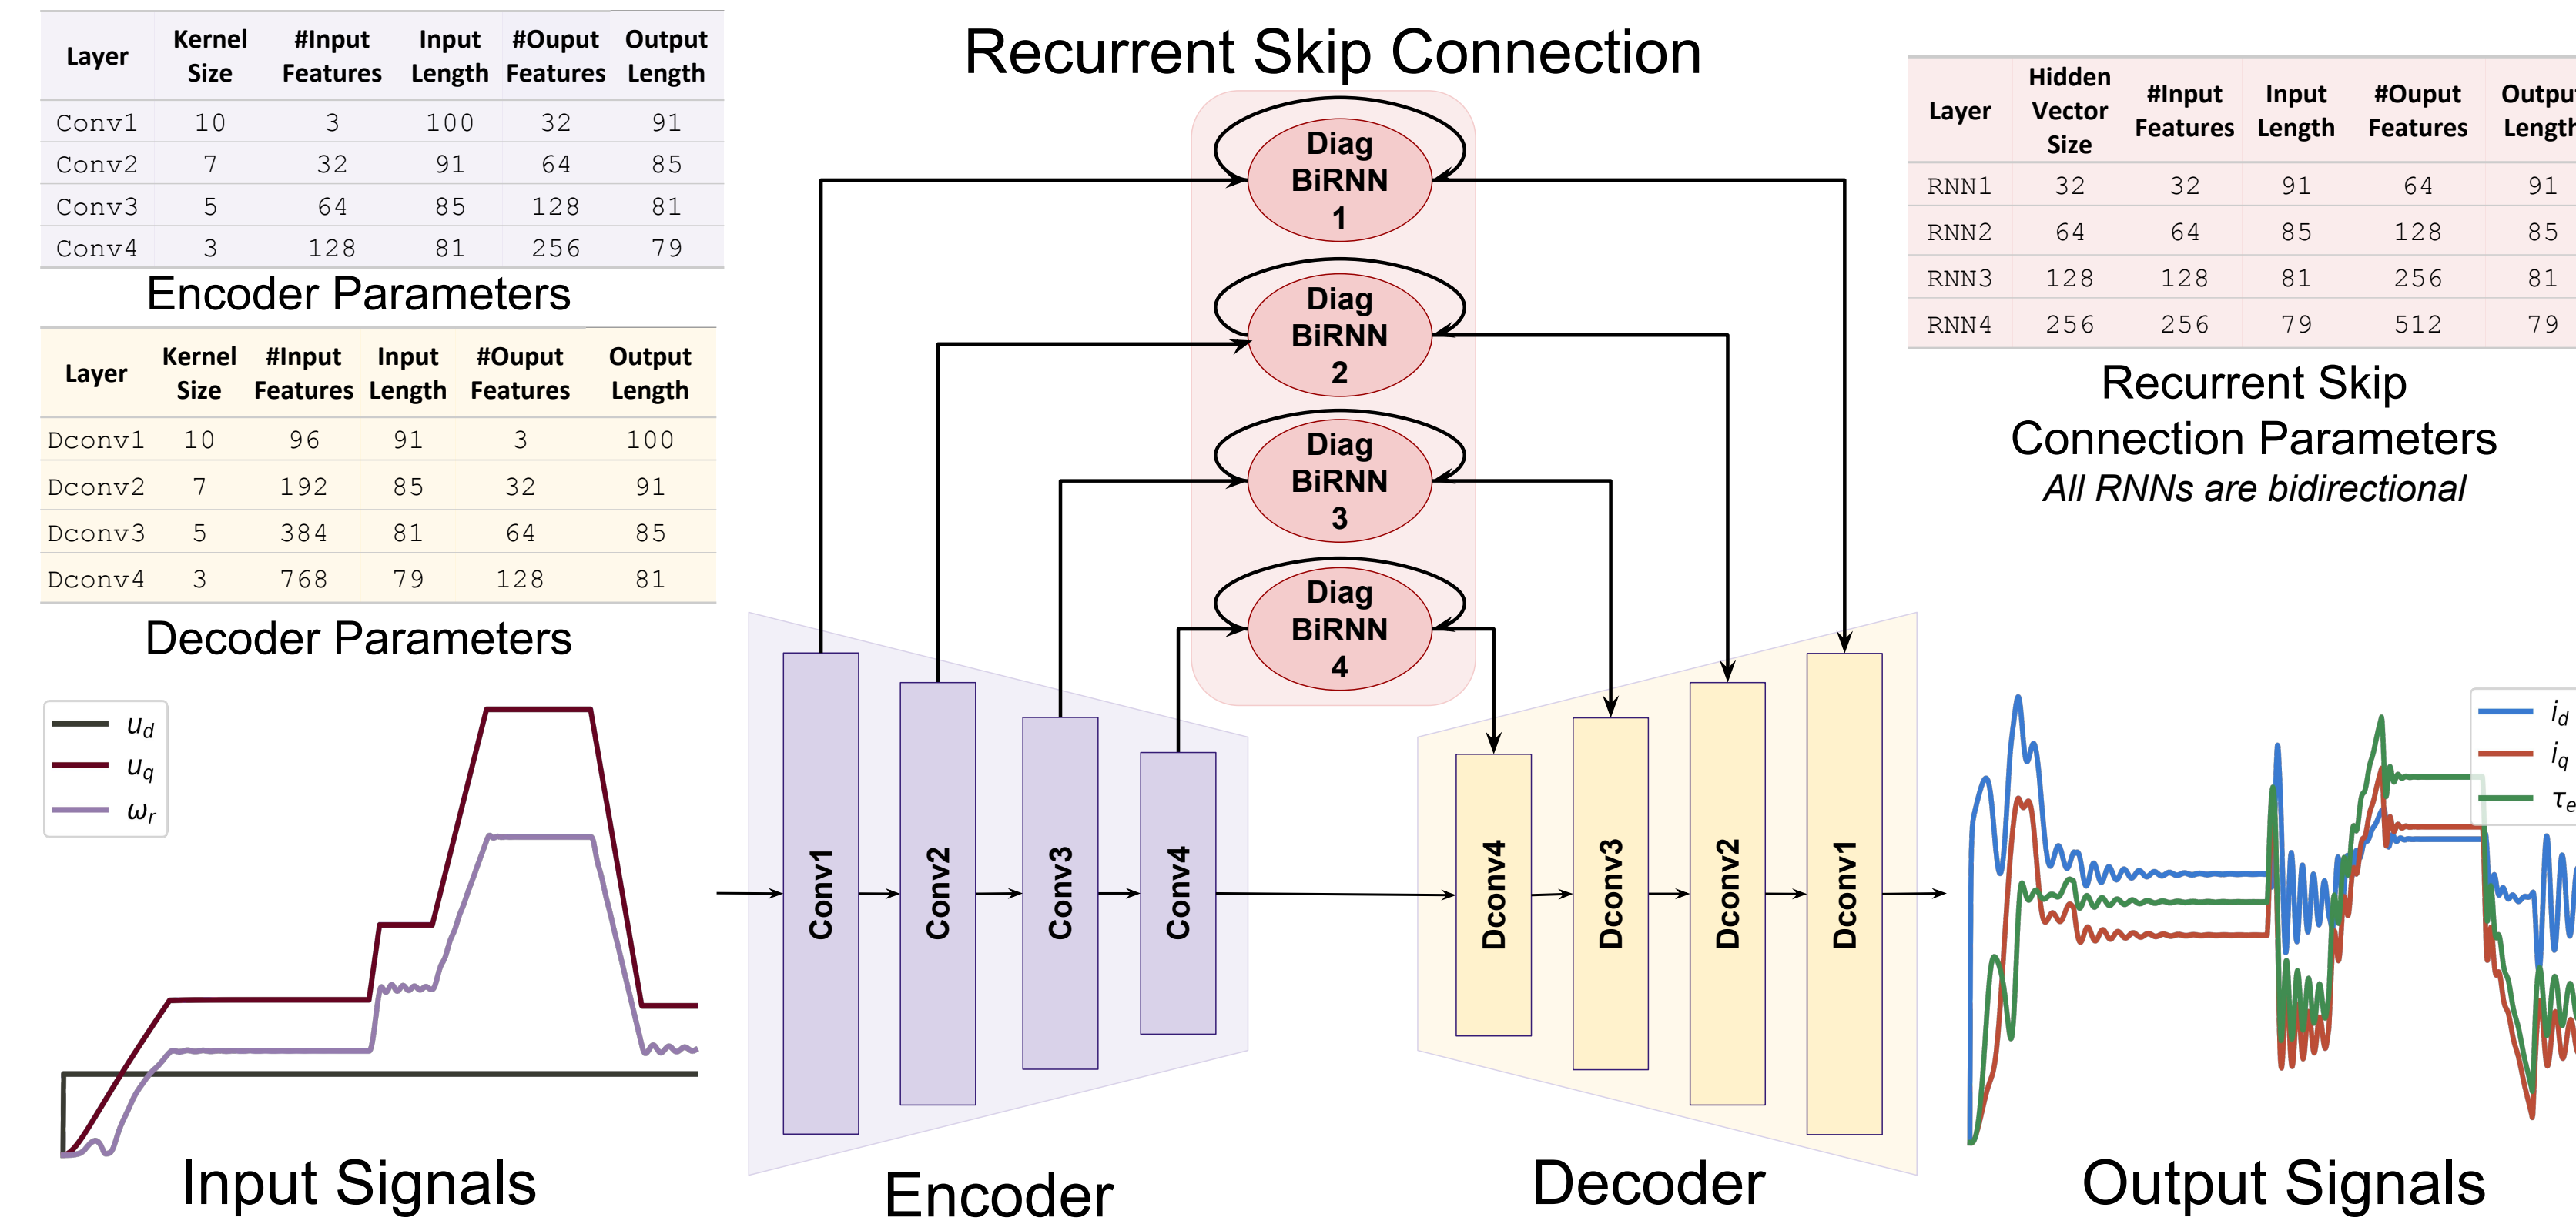 Layer Kernel Size #Input Features Input Length #Ouput Features Output Length
Conv1 10 3 100 32 91
Conv2 7 32 91 64 85
Conv3 5 64 85 128 81
Conv4 3 128 81 256 79
Encoder Parameters
Layer Kernel Size #Input Features Input Length #Ouput Features Output Length
Dconv1 10 96 91 3 100
Dconv2 7 192 85 32 91
Dconv3 5 384 81 64 85
Dconv4 3 768 79 128 81
Decoder Parameters
u_d
u_q
ω_r
Input Signals
Recurrent Skip Connection
Diag
BiRNN
1
Diag
BiRNN
2
Diag
BiRNN
3
Diag
BiRNN
4
Conv1
Conv2
Conv3
Conv4
Encoder
Dconv4
Dconv3
Dconv2
Dconv1
Decoder
Layer Hidden Vector Size #Input Features Input Length #Ouput Features Output Length
RNN1 32 32 91 64 91
RNN2 64 64 85 128 85
RNN3 128 128 81 256 81
RNN4 256 256 79 512 79
Recurrent Skip
Connection Parameters
All RNNs are bidirectional
i_d
i_q
τ_e
Output Signals